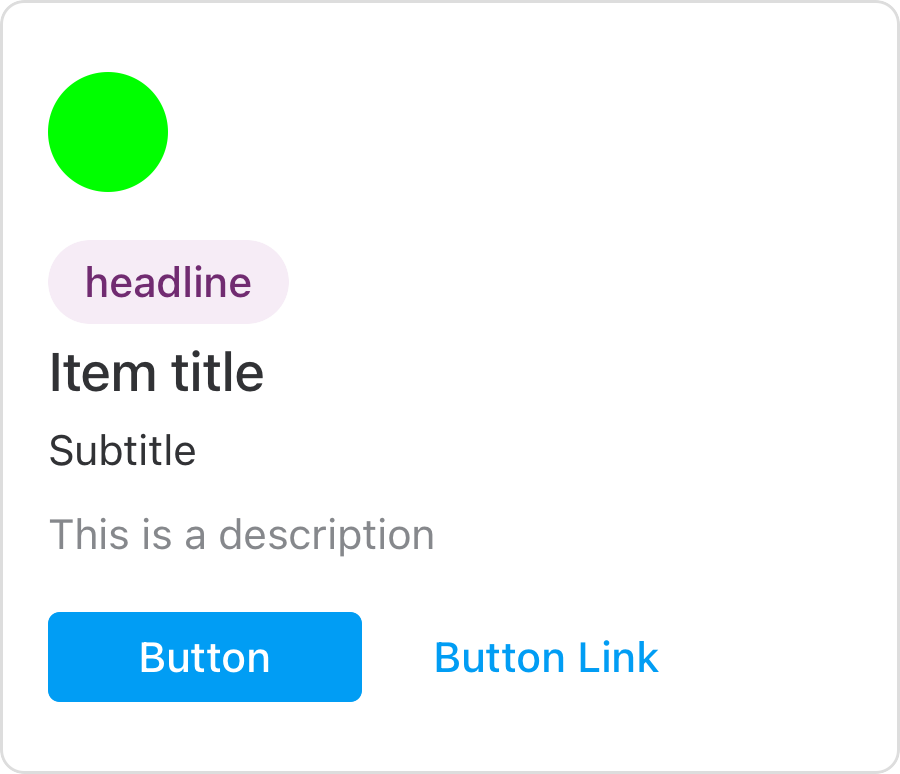 headline
Item title
Subtitle
This is a description
Button Button Link